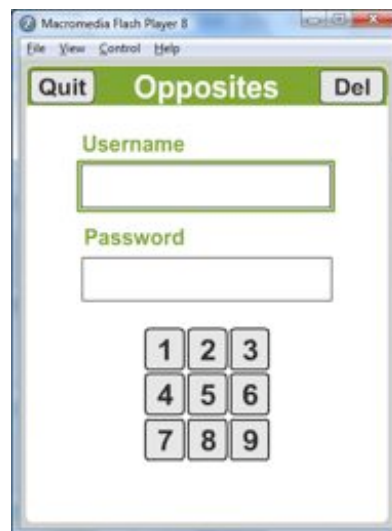 Macromedia Flash Player 8
File View Control Help
Quit Opposites Del
Username
Password
1 2 3
4 5 6
7 8 9